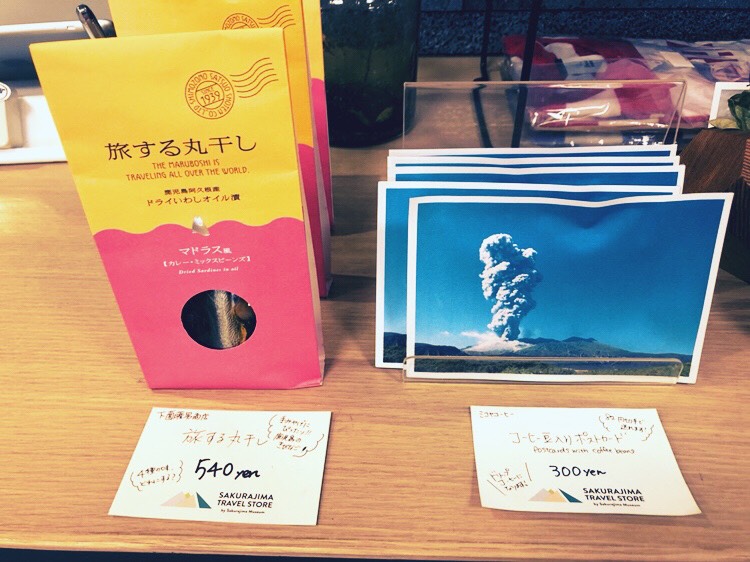 SHIMOZONO SATSUO
SINCE
1939
旅する丸干し
THE MARUBOSHI IS
TRAVELING ALL OVER THE WORLD.
鹿児島阿久根産
ドライいわしオイル漬
マドラス風
【カレー・ミックスビーンズ】
Dried Sardines in oil
下園薩男商店
旅する丸干し
540yen
SAKURAJIMA
TRAVEL STORE
by Sakurajima Museum
コーヒー豆入りポストカード
Postcards with coffee beans
300yen
SAKURAJIMA
TRAVEL STORE
by Sakurajima Museum